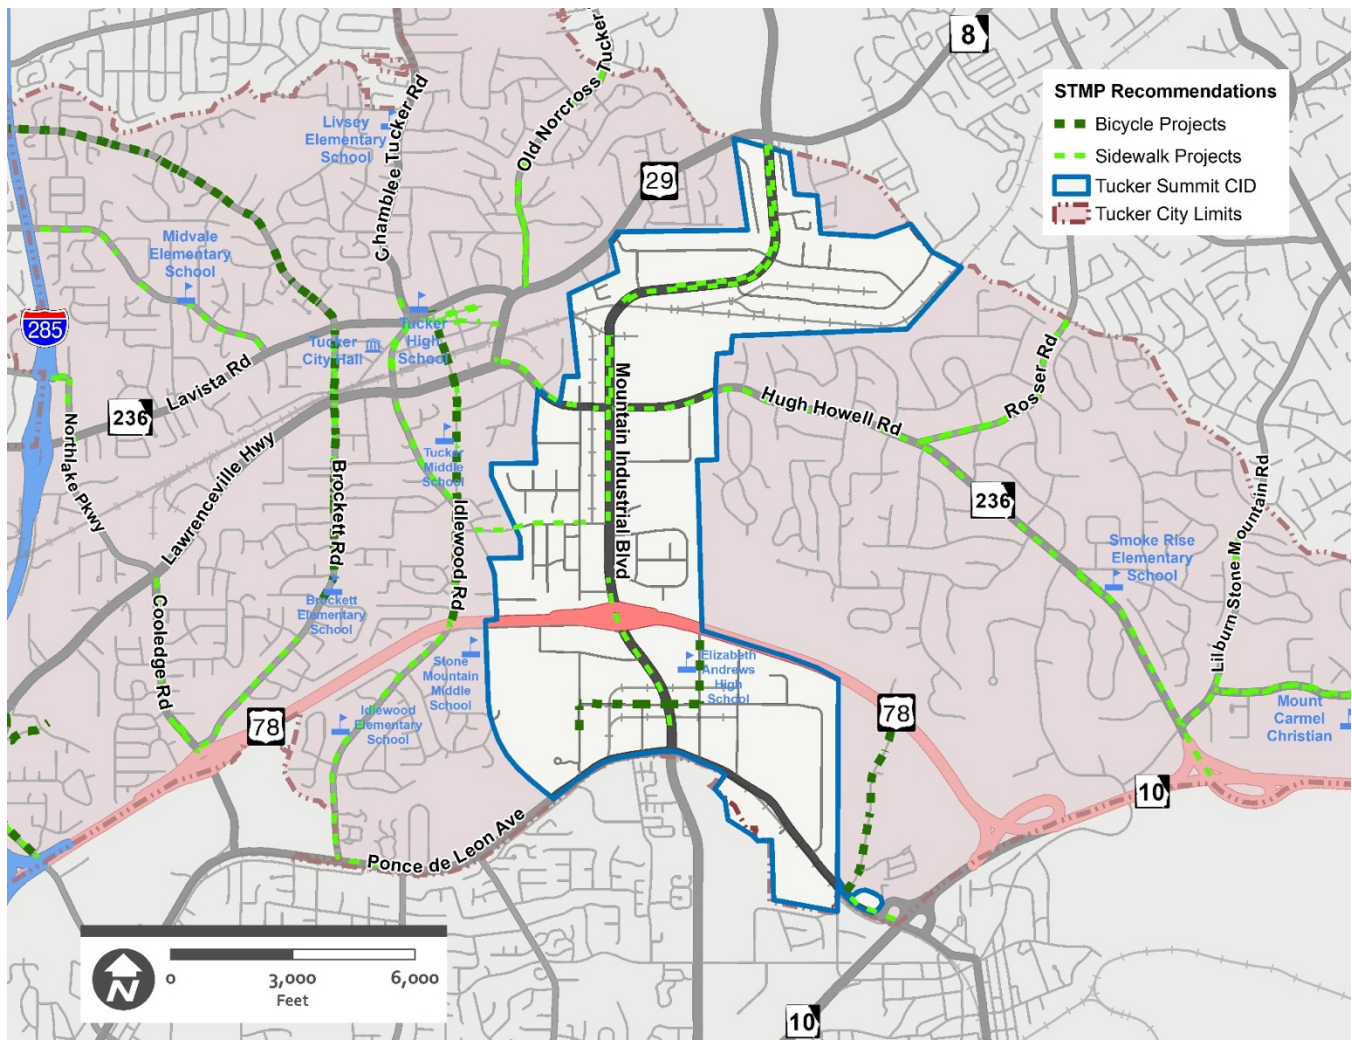 8
STMP Recommendations
Bicycle Projects
Sidewalk Projects
Tucker Summit CID
Tucker City Limits
Old Norcross Tucker
Chamblee Tucker Rd
Livsey
Elementary
School
29
Midvale
Elementary
School
285
Tucker
High
School
Tucker
City Hall
Lavista Rd
236
Mountain Industrial Blvd
Hugh Howell Rd
Rosser Rd
Northlake Pkwy
Lawrenceville Hwy
Brockett Rd
Tucker
Middle
School
Idlewood Rd
236
Lilburn Stone Mountain Rd
Smoke Rise
Elementary
School
Cooledge Rd
Brockett
Elementary
School
Stone
Mountain
Middle
School
Elizabeth
Andrews
High
School
78
Idlewood
Elementary
School
78
Mount
Carmel
Christian
10
Ponce de Leon Ave
N
0
3,000
6,000
Feet
10